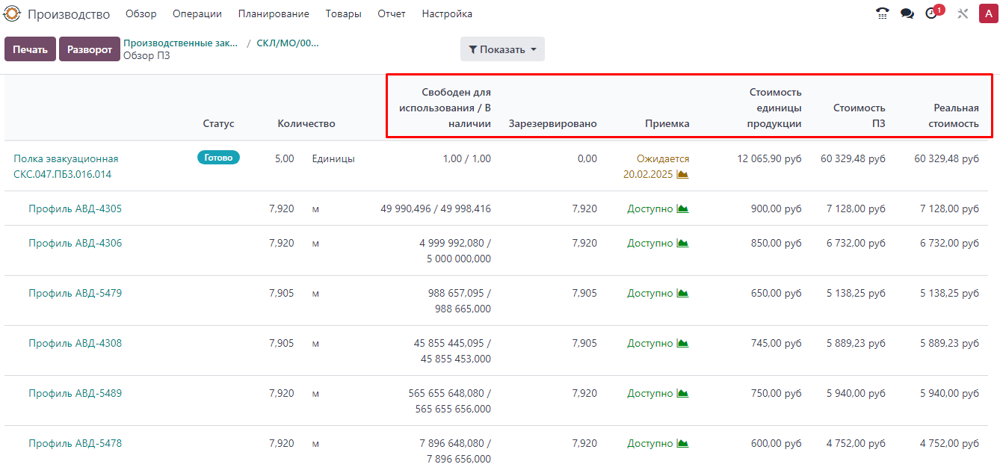 Производство Обзор Операции Планирование Товары Отчет Настройка 1 А
Печать Разворот Производственные зак... / СКЛ/МО/00... Показать
Обзор ПЗ
Свободен для Стоимость
использования / В единицы Стоимость Реальная
Статус Количество наличии Зарезервировано Приемка продукции ПЗ стоимость
Полка эвакуационная Готово 5,00 Единицы 1,00 / 1,00 0,00 Ожидается 12 065,90 руб 60 329,48 руб 60 329,48 руб
СКС.047.ПБ3.016.014 20.02.2025
Профиль АВД-4305 7,920 м 49 990,496 / 49 998,416 7,920 Доступно 900,00 руб 7 128,00 руб 7 128,00 руб
Профиль АВД-4306 7,920 м 4 999 992,080 / 7,920 Доступно 850,00 руб 6 732,00 руб 6 732,00 руб
5 000 000,000
Профиль АВД-5479 7,905 м 988 657,095 / 7,905 Доступно 650,00 руб 5 138,25 руб 5 138,25 руб
988 665,000
Профиль АВД-4308 7,905 м 45 855 445,095 / 7,905 Доступно 745,00 руб 5 889,23 руб 5 889,23 руб
45 855 453,000
Профиль АВД-5489 7,920 м 565 655 648,080 / 7,920 Доступно 750,00 руб 5 940,00 руб 5 940,00 руб
565 655 656,000
Профиль АВД-5478 7,920 м 7 896 648,080 / 7,920 Доступно 600,00 руб 4 752,00 руб 4 752,00 руб
7 896 656,000